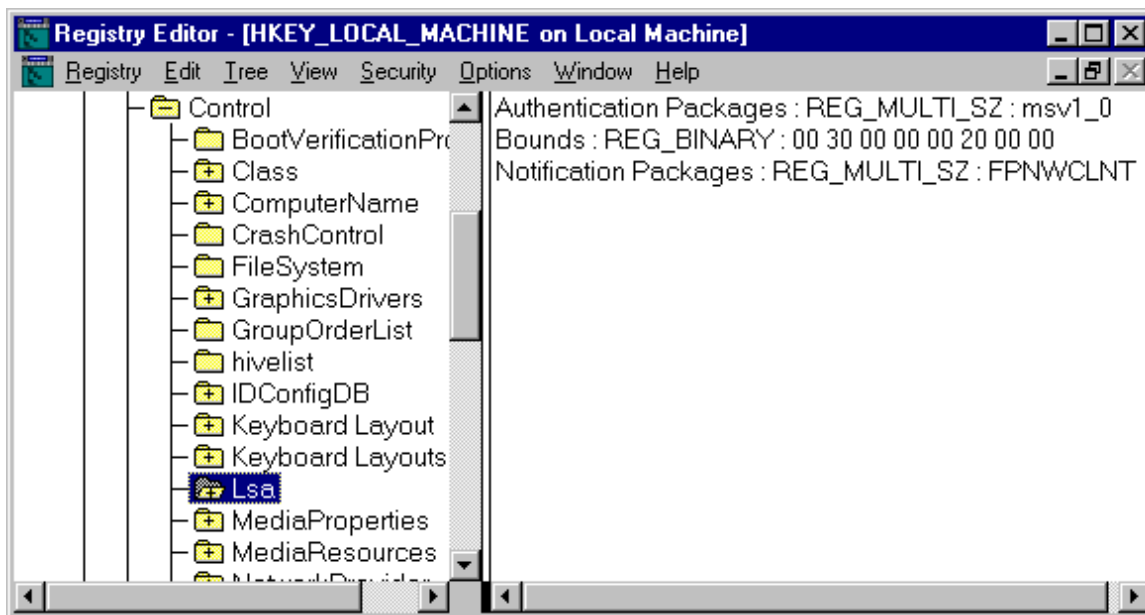 Registry Editor - [HKEY_LOCAL_MACHINE on Local Machine]
Registry Edit Tree View Security Options Window Help
Control
BootVerificationPro
Class
ComputerName
CrashControl
FileSystem
GraphicsDrivers
GroupOrderList
hivelist
IDConfigDB
Keyboard Layout
Keyboard Layouts
Lsa
MediaProperties
MediaResources
Authentication Packages : REG_MULTI_SZ : msv1_0
Bounds : REG_BINARY : 00 30 00 00 00 20 00 00
Notification Packages : REG_MULTI_SZ : FPNWCLNT